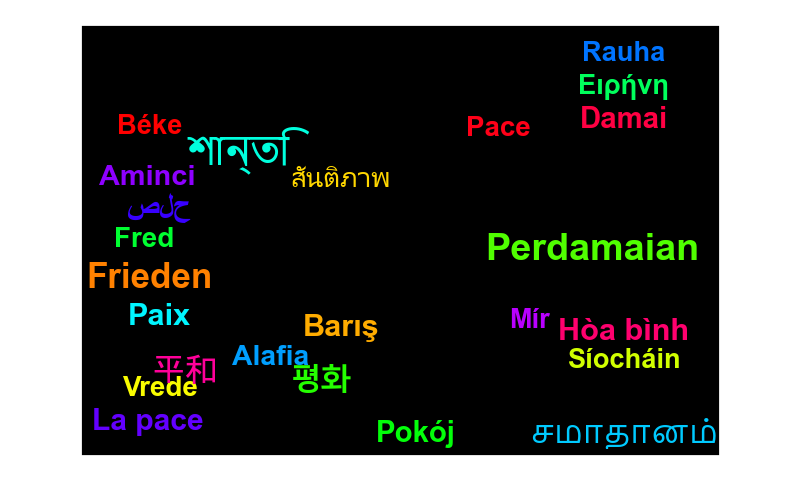 Rauha
Ειρήνη
Damai
Béke
Pace
শান্তি
Aminci
สันติภาพ
حلص
Fred
Perdamaian
Frieden
Paix
Mír
Barış
Hòa bình
Alafia
Síocháin
平和
평화
Vrede
La pace
Pokój
சமாதானம்